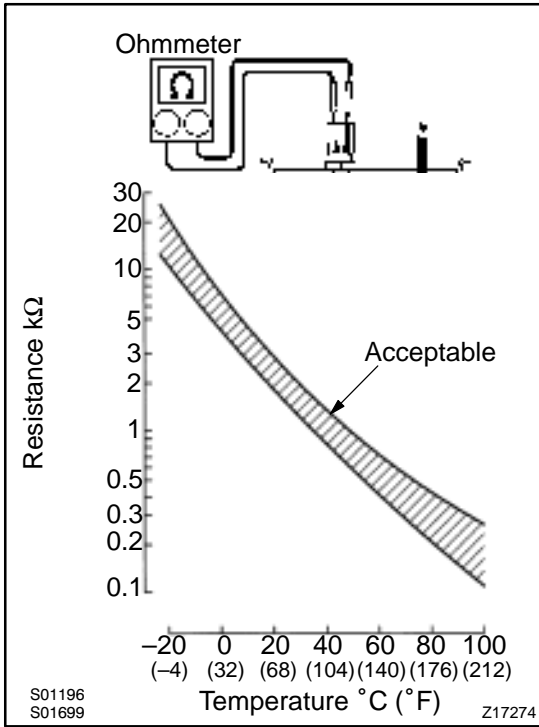 Ohmmeter
Ω
30
20
10
5
3
2
1
0.5
0.3
0.2
0.1
Resistance kΩ
Acceptable
–20 0 20 40 60 80 100
(–4) (32) (68) (104) (140) (176) (212)
Temperature ˚C (˚F)
S01196
S01699
Z17274